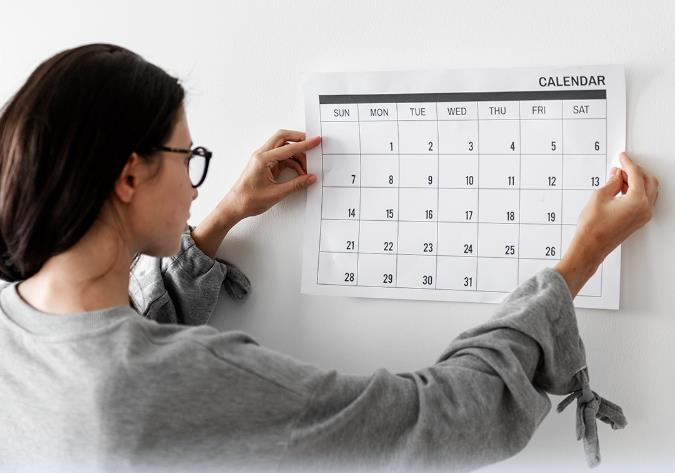 CALENDAR
SUN MON TUE WED THU FRI SAT
1 2 3 4 5 6
7 8 9 10 11 12 13
14 15 16 17 18 19
21 22 23 24 25 26
28 29 30 31